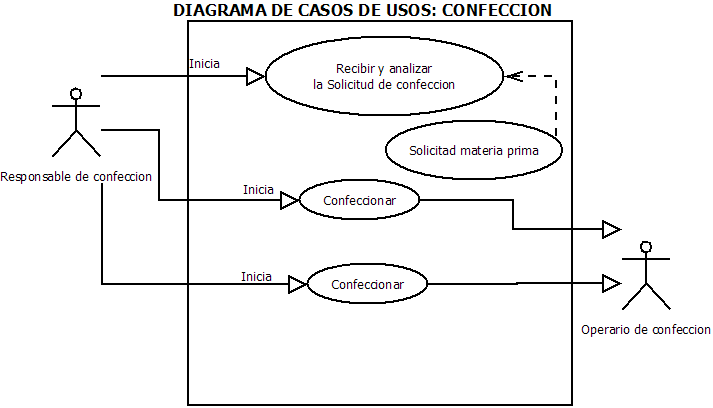 DIAGRAMA DE CASOS DE USOS: CONFECCION
Inicia
Recibir y analizar
la Solicitud de confeccion
Solicitad materia prima
Responsable de confeccion
Inicia
Confeccionar
Inicia
Confeccionar
Operario de confeccion